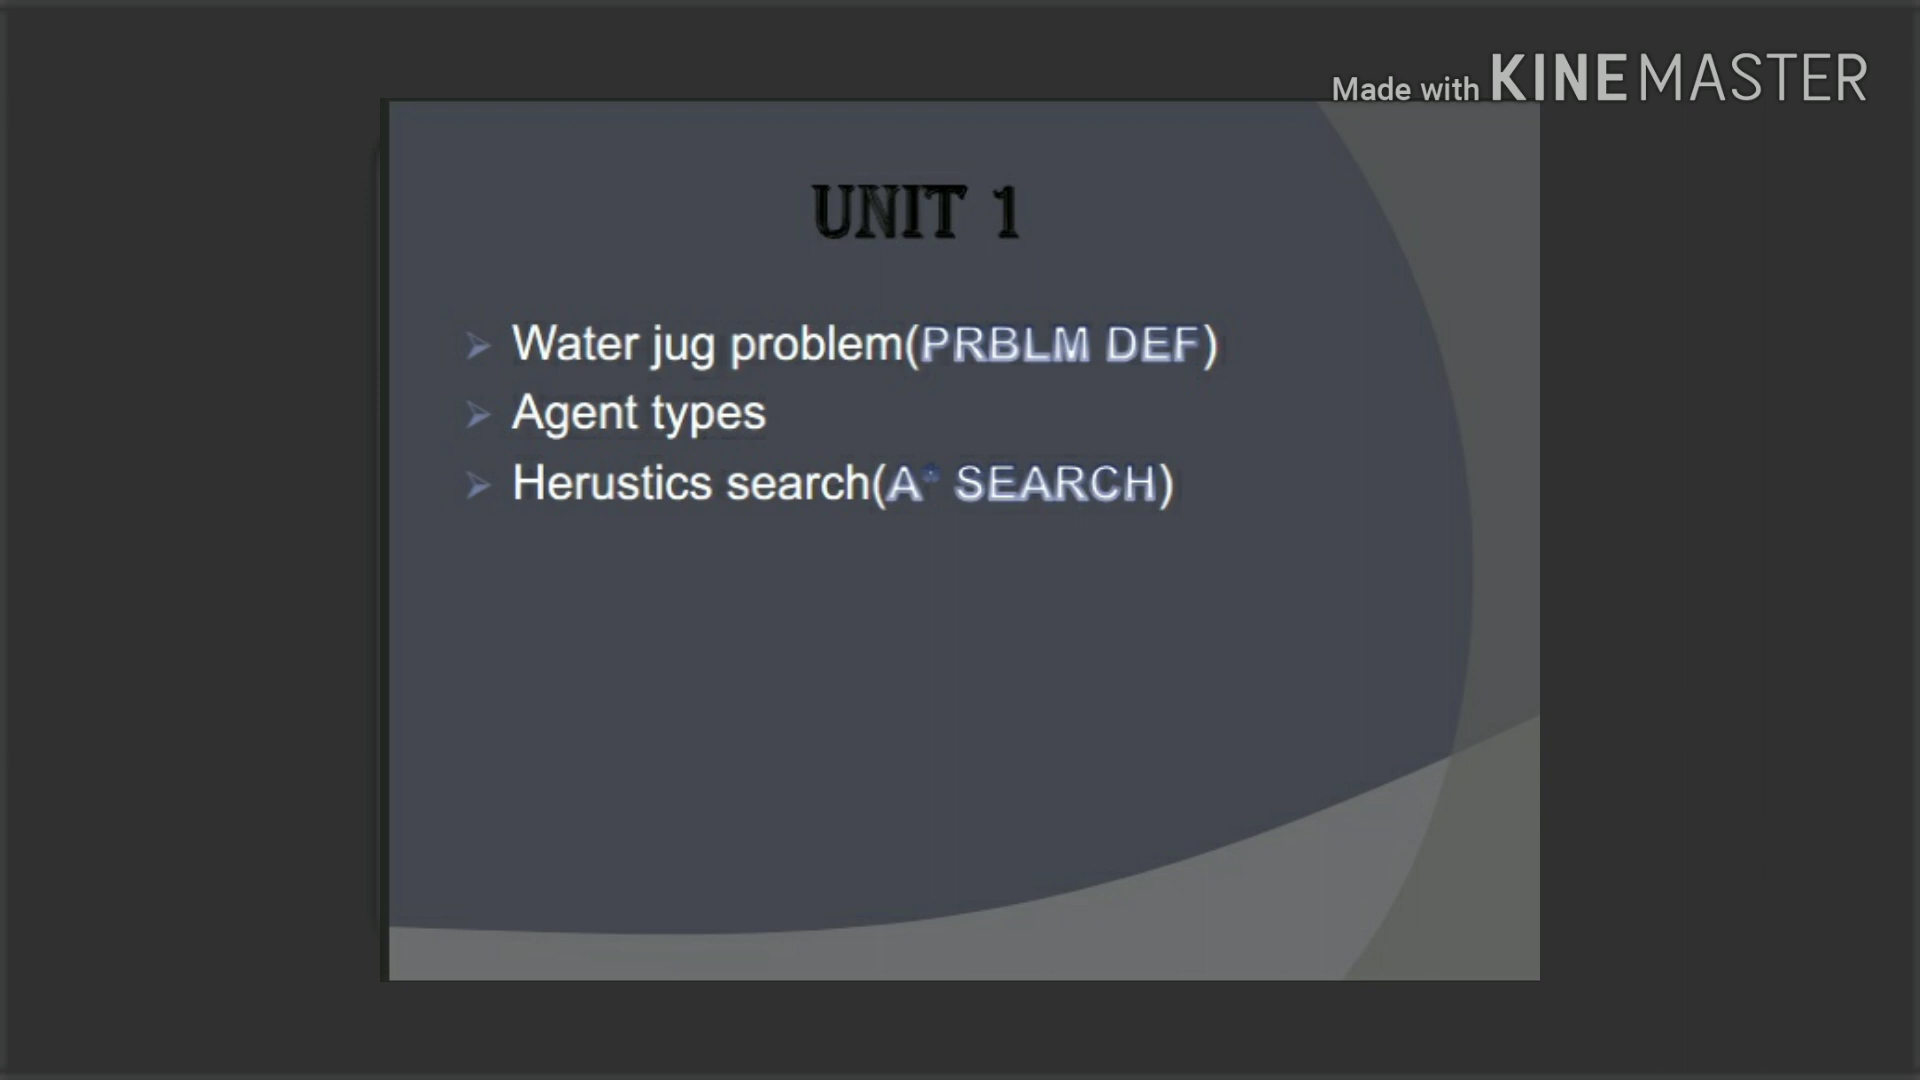 Made with KINEMASTER
UNIT 1
Water jug problem(PRBLM DEF)
Agent types
Herustics search(A* SEARCH)